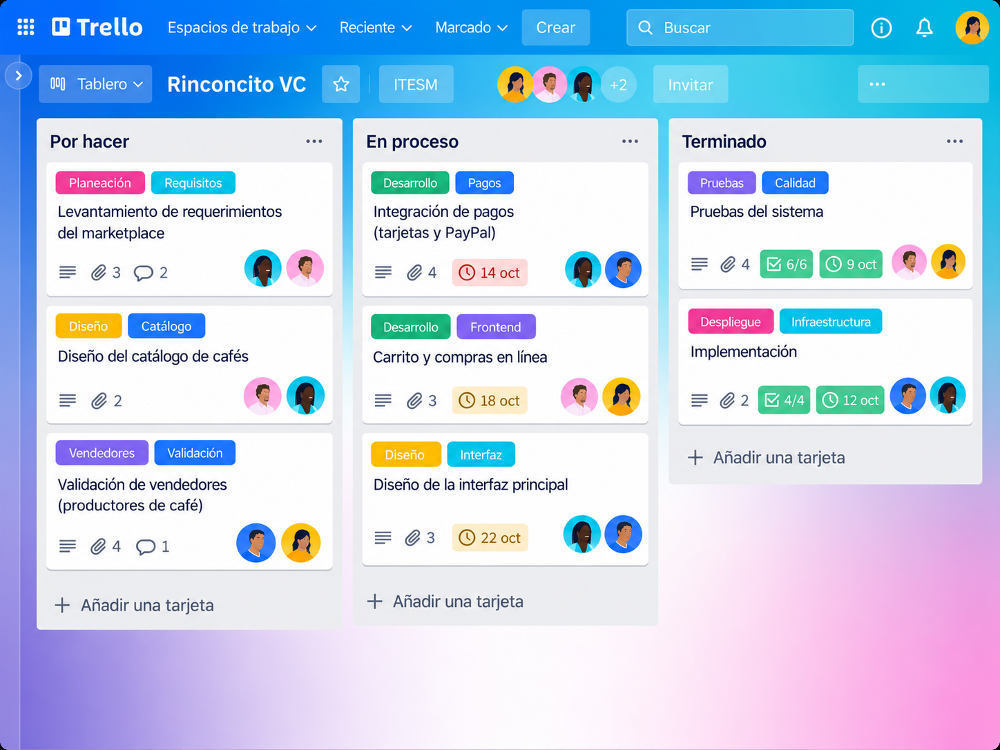 Trello
Espacios de trabajo
Reciente
Marcado
Crear
Buscar
Tablero
Rinconcito VC
ITESM
+2
Invitar
Por hacer
Planeación
Requisitos
Levantamiento de requerimientos
del marketplace
3
2
Diseño
Catálogo
Diseño del catálogo de cafés
2
Vendedores
Validación
Validación de vendedores
(productores de café)
4
1
+ Añadir una tarjeta
En proceso
Desarrollo
Pagos
Integración de pagos
(tarjetas y PayPal)
4
14 oct
Desarrollo
Frontend
Carrito y compras en línea
3
18 oct
Diseño
Interfaz
Diseño de la interfaz principal
3
22 oct
+ Añadir una tarjeta
Terminado
Pruebas
Calidad
Pruebas del sistema
4
6/6
9 oct
Despliegue
Infraestructura
Implementación
2
4/4
12 oct
+ Añadir una tarjeta